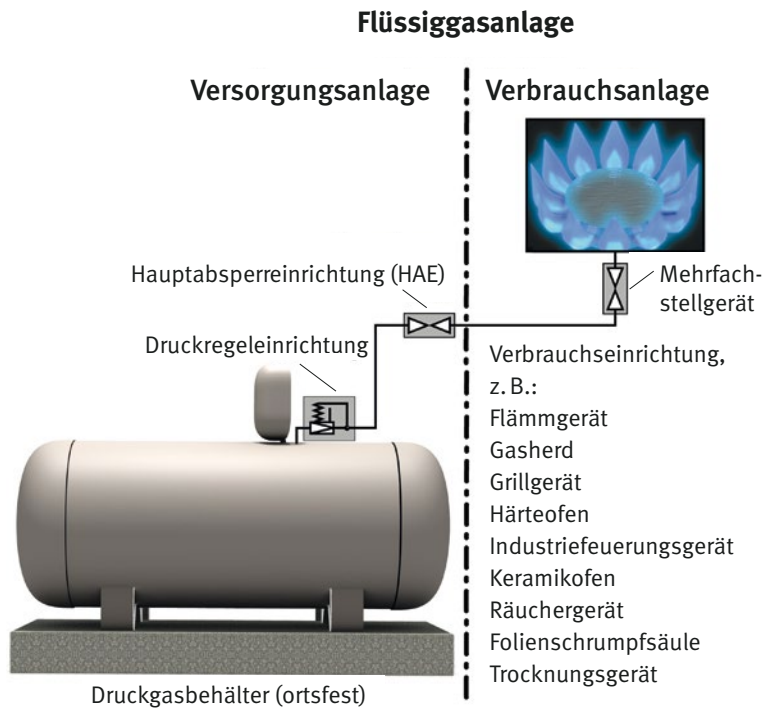 Flüssiggasanlage
Versorgungsanlage
Verbrauchsanlage
Hauptabsperreinrichtung (HAE)
Mehrfach-
stellgerät
Druckregeleinrichtung
Verbrauchseinrichtung,
z. B.:
Flämmgerät
Gasherd
Grillgerät
Härteofen
Industriefeuerungsgerät
Keramikofen
Räuchergerät
Folienschrumpfsäule
Trocknungsgerät
Druckgasbehälter (ortsfest)